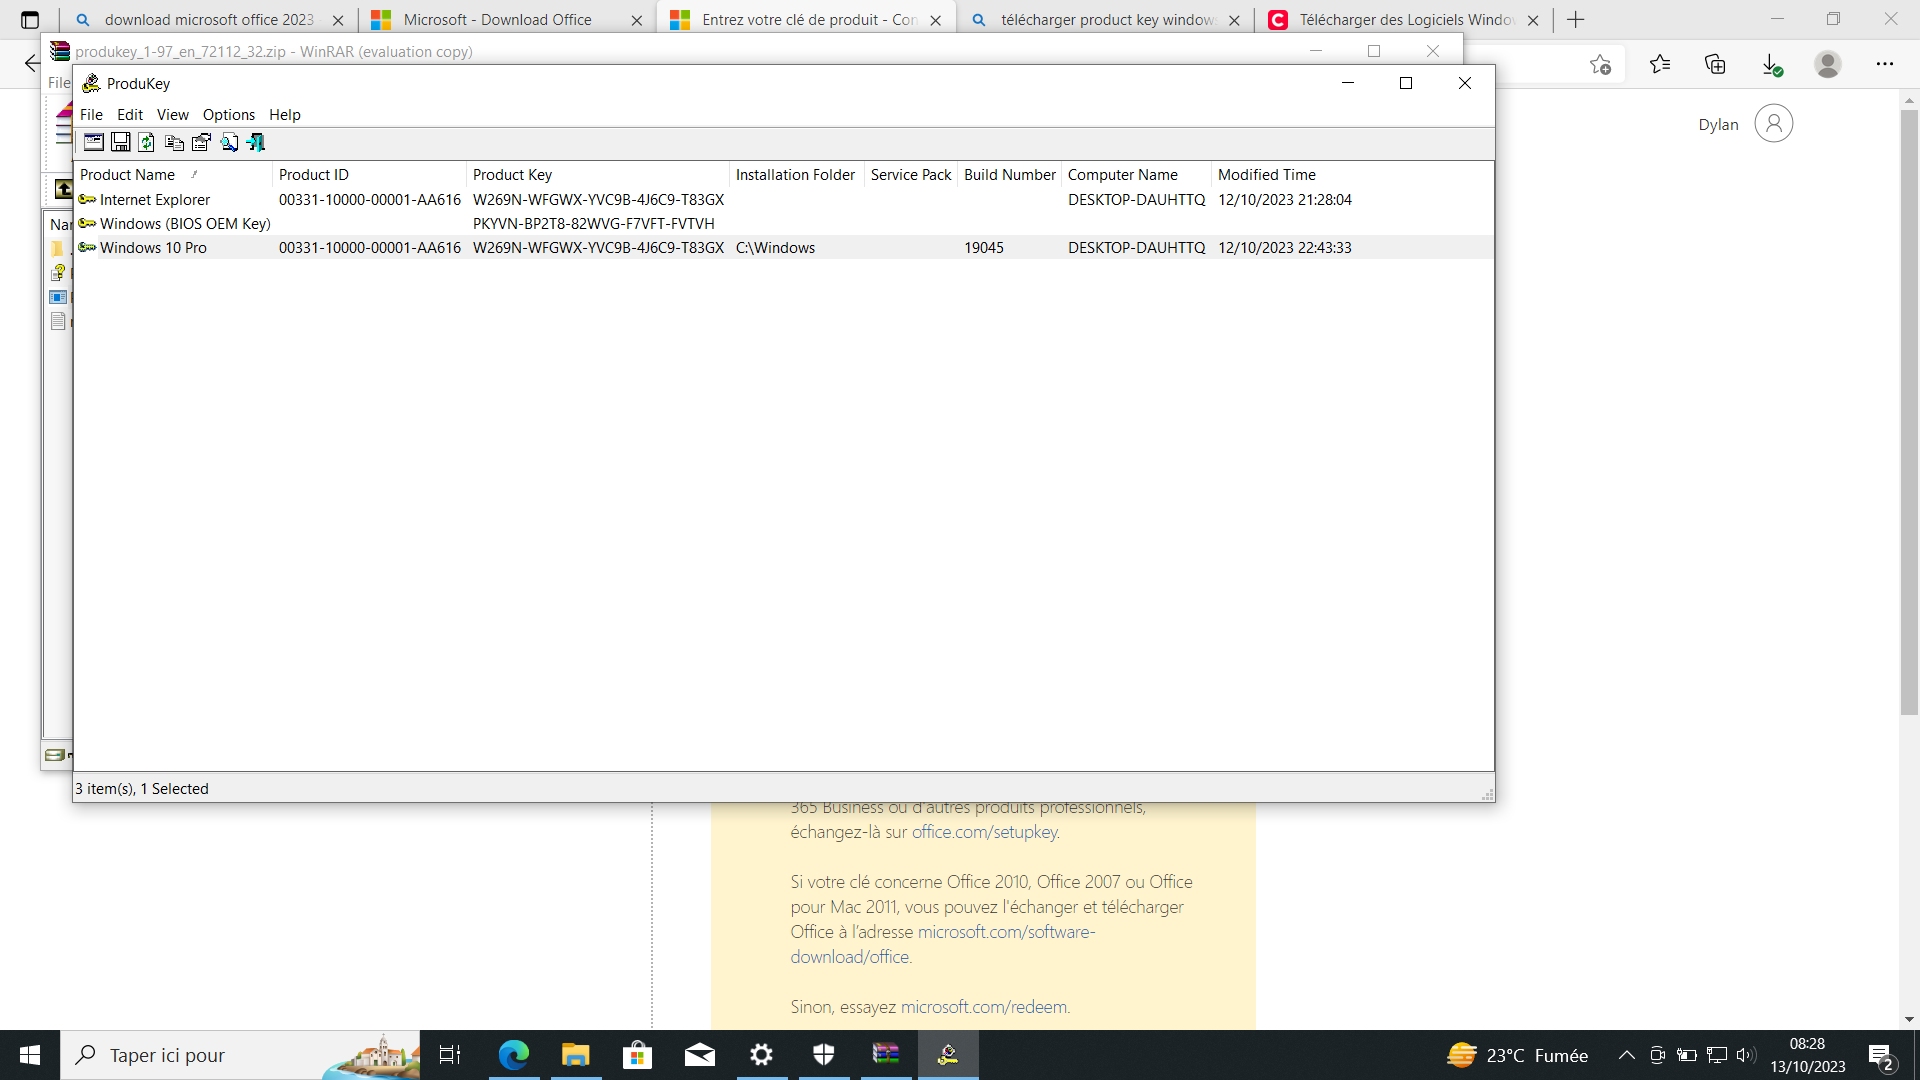 download microsoft office 2023
Microsoft - Download Office
Entrez votre clé de produit - Con
télécharger product key windows
Télécharger des Logiciels Windo
produkey_1-97_en_72112_32.zip - WinRAR (evaluation copy)
File
ProduKey
File Edit View Options Help
Dylan
Product Name Product ID Product Key Installation Folder Service Pack Build Number Computer Name Modified Time
Internet Explorer 00331-10000-00001-AA616 W269N-WFGWX-YVC9B-4J6C9-T83GX DESKTOP-DAUHTTQ 12/10/2023 21:28:04
Windows (BIOS OEM Key) PKYVN-BP2T8-82WVG-F7VFT-FVTVH
Windows 10 Pro 00331-10000-00001-AA616 W269N-WFGWX-YVC9B-4J6C9-T83GX C:\Windows 19045 DESKTOP-DAUHTTQ 12/10/2023 22:43:33
3 item(s), 1 Selected
365 Business ou d'autres produits professionnels,
échangez-là sur office.com/setupkey.
Si votre clé concerne Office 2010, Office 2007 ou Office
pour Mac 2011, vous pouvez l'échanger et télécharger
Office à l'adresse microsoft.com/software-
download/office.
Sinon, essayez microsoft.com/redeem.
Taper ici pour
23°C Fumée
08:28
13/10/2023
2